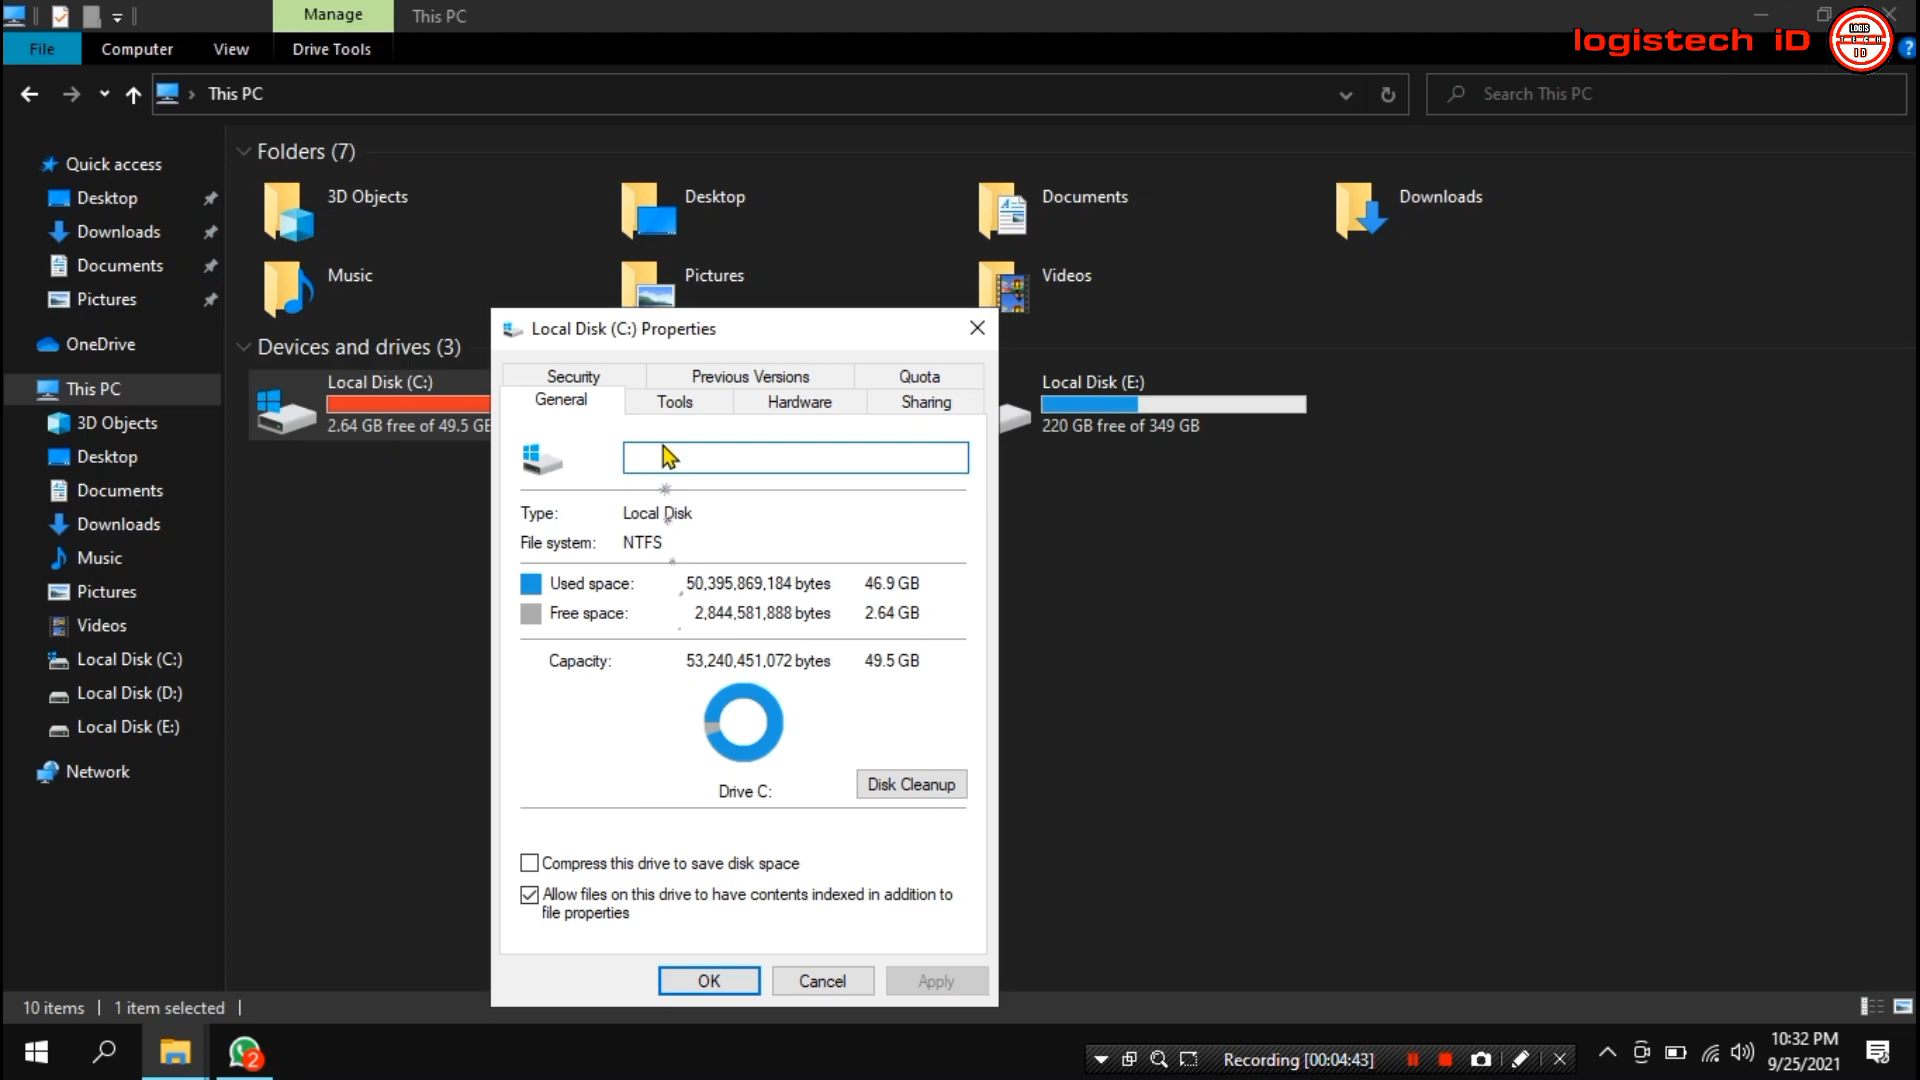 Manage
This PC
logistech iD
LOGIS
TECH
ID
File
Computer
View
Drive Tools
This PC
Search This PC
Quick access
Desktop
Downloads
Documents
Pictures
OneDrive
This PC
3D Objects
Desktop
Documents
Downloads
Music
Pictures
Videos
Local Disk (C:)
Local Disk (D:)
Local Disk (E:)
Network
Folders (7)
3D Objects
Desktop
Documents
Downloads
Music
Pictures
Videos
Devices and drives (3)
Local Disk (C:)
2.64 GB free of 49.5 GB
Local Disk (E:)
220 GB free of 349 GB
Local Disk (C:) Properties
Security
Previous Versions
Quota
General
Tools
Hardware
Sharing
Type: Local Disk
File system: NTFS
Used space: 50,395,869,184 bytes 46.9 GB
Free space: 2,844,581,888 bytes 2.64 GB
Capacity: 53,240,451,072 bytes 49.5 GB
Drive C:
Disk Cleanup
Compress this drive to save disk space
Allow files on this drive to have contents indexed in addition to
file properties
OK
Cancel
Apply
10 items
1 item selected
2
Recording [00:04:43]
10:32 PM
9/25/2021